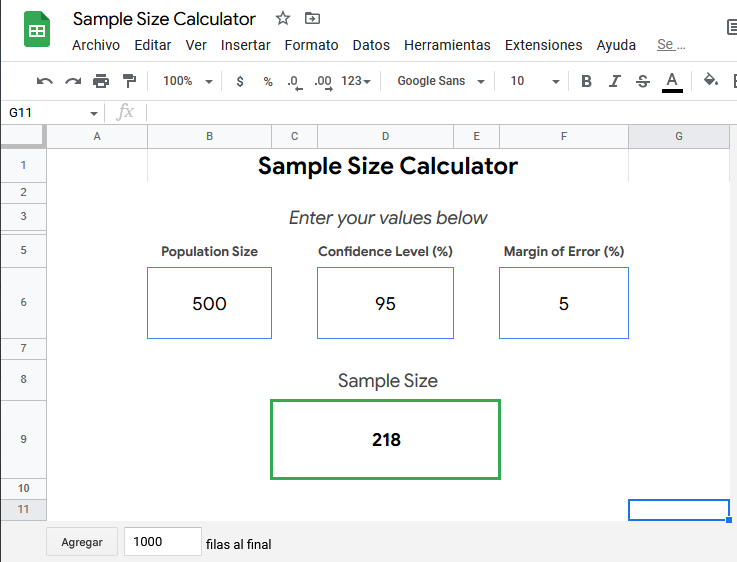 Sample Size Calculator
Archivo Editar Ver Insertar Formato Datos Herramientas Extensiones Ayuda Se ...
100% $ % .0 .00 123 Google Sans 10 B I S A
G11 fx
A B C D E F G
1 Sample Size Calculator
2
3 Enter your values below
5 Population Size Confidence Level (%) Margin of Error (%)
6 500 95 5
7
8 Sample Size
9 218
10
11
Agregar 1000 filas al final